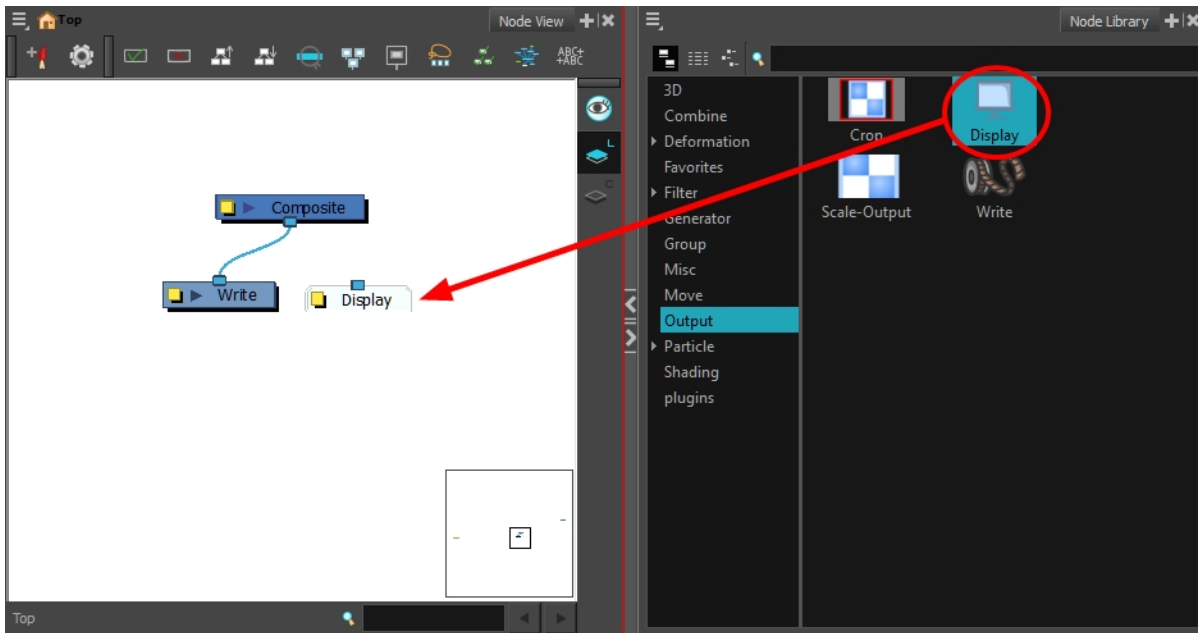 Top
Node View
ABC+
+ABC
L
C
Composite
Write
Display
Top
Node Library
3D
Combine
Deformation
Favorites
Filter
Generator
Group
Misc
Move
Output
Particle
Shading
plugins
Crop
Display
Scale-Output
Write